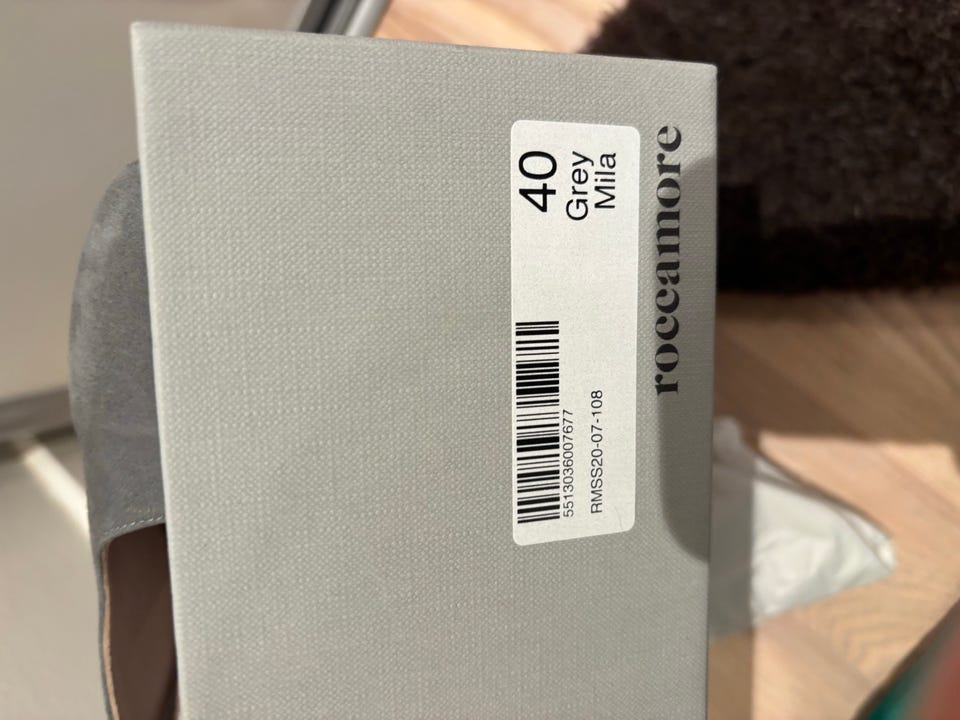 40
Grey
Mila
5513036007677
RMSS20-07-108
roccamore